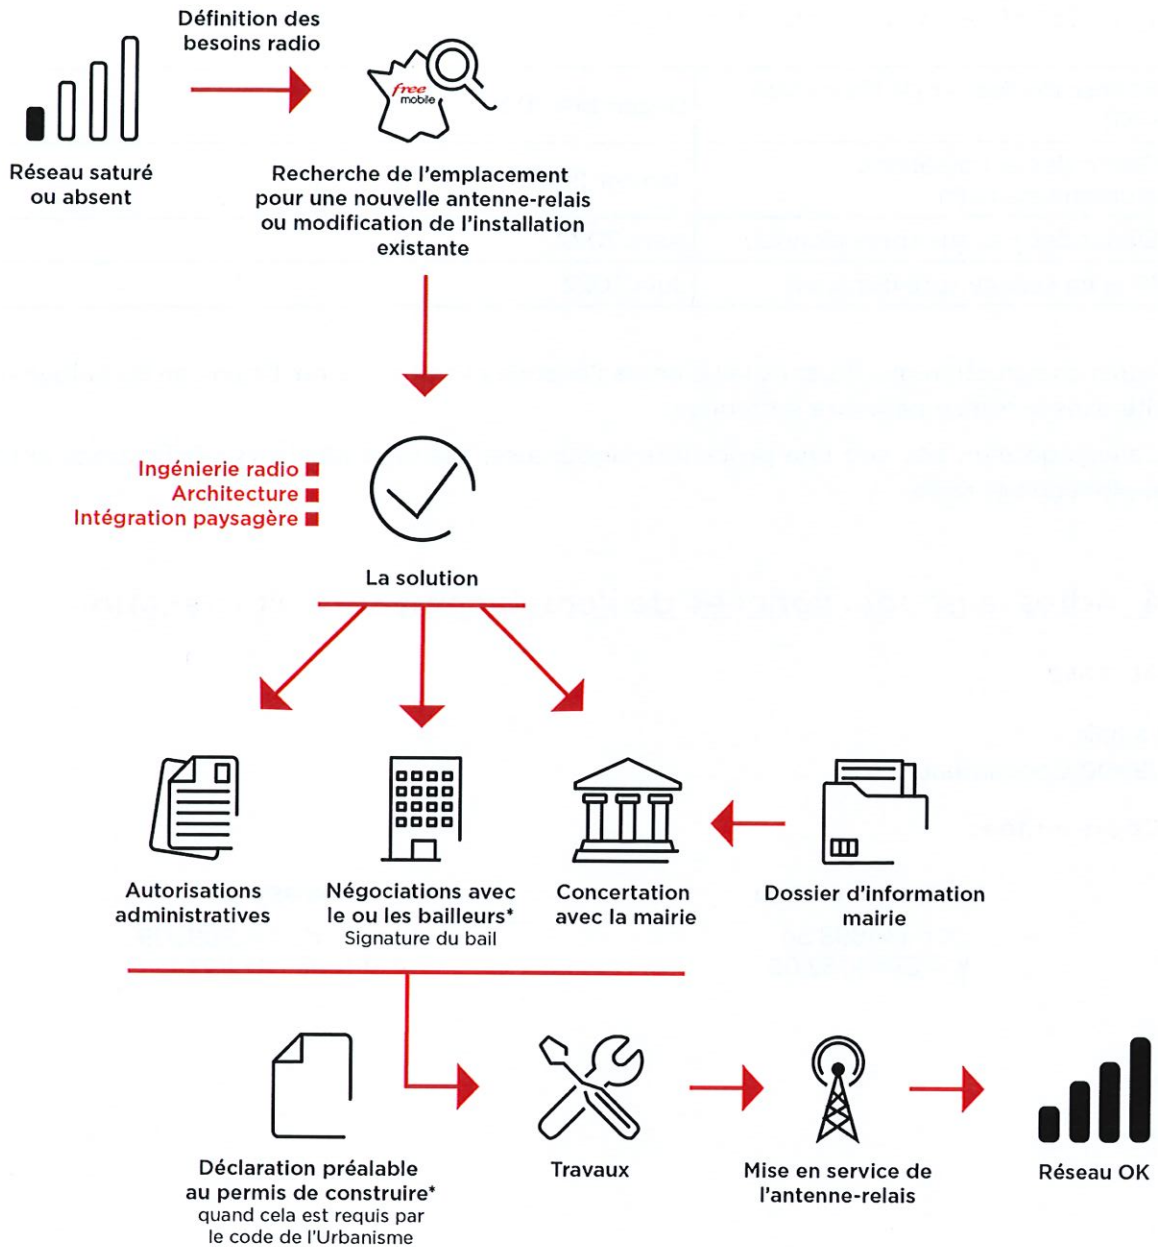 Définition des
besoins radio
free
mobile
Réseau saturé
ou absent
Recherche de l'emplacement
pour une nouvelle antenne-relais
ou modification de l'installation
existante
Ingénierie radio
Architecture
Intégration paysagère
La solution
Autorisations
administratives
Négociations avec
le ou les bailleurs*
Signature du bail
Concertation
avec la mairie
Dossier d'information
mairie
Déclaration préalable
au permis de construire*
quand cela est requis par
le code de l'Urbanisme
Travaux
Mise en service de
l'antenne-relais
Réseau OK